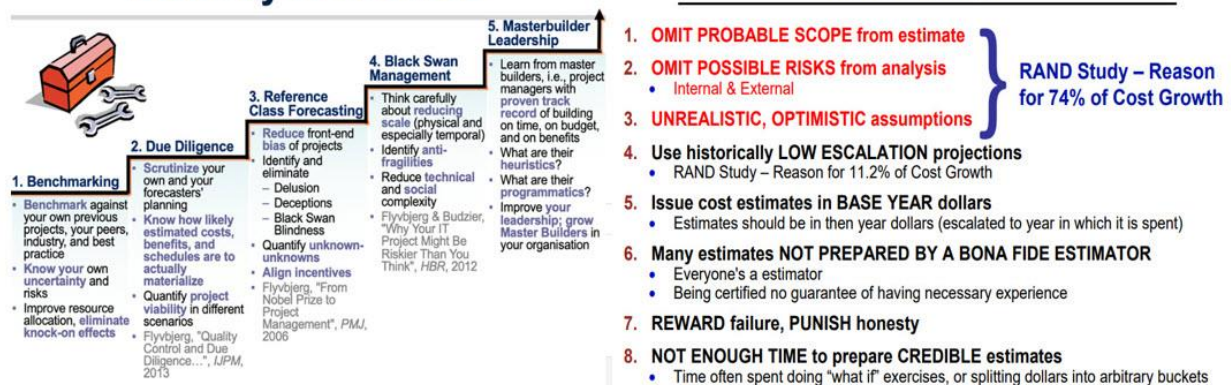 1. Benchmarking
• Benchmark against
your own previous
projects, your peers,
industry, and best
practice
• Know your own
uncertainty and
risks
• Improve resource
allocation, eliminate
knock-on effects
2. Due Diligence
• Scrutinize your
own and your
forecasters'
planning
• Know how likely
estimated costs,
benefits, and
schedules are to
actually
materialize
• Quantify project
viability in different
scenarios
• Flyvbjerg, "Quality
Control and Due
Diligence...", IJPM,
2013
3. Reference
Class Forecasting
• Reduce front-end
bias of projects
• Identify and
eliminate
– Delusion
– Deceptions
– Black Swan
Blindness
• Quantify unknown-
unknowns
• Align incentives
• Flyvbjerg, "From
Nobel Prize to
Project
Management", PMJ,
2006
4. Black Swan
Management
• Think carefully
about reducing
scale (physical and
especially temporal)
• Identify anti-
fragilities
• Reduce technical
and social
complexity
• Flyvbjerg & Budzier,
"Why Your IT
Project Might Be
Riskier Than You
Think", HBR, 2012
5. Masterbuilder
Leadership
• Learn from master
builders, i.e., project
managers with
proven track
record of building
on time, on budget,
and on benefits
• What are their
heuristics?
• What are their
programmatics?
• Improve your
leadership; grow
Master Builders in
your organisation
1. OMIT PROBABLE SCOPE from estimate
2. OMIT POSSIBLE RISKS from analysis
• Internal & External
3. UNREALISTIC, OPTIMISTIC assumptions
RAND Study – Reason
for 74% of Cost Growth
4. Use historically LOW ESCALATION projections
• RAND Study – Reason for 11.2% of Cost Growth
5. Issue cost estimates in BASE YEAR dollars
• Estimates should be in then year dollars (escalated to year in which it is spent)
6. Many estimates NOT PREPARED BY A BONA FIDE ESTIMATOR
• Everyone's a estimator
• Being certified no guarantee of having necessary experience
7. REWARD failure, PUNISH honesty
8. NOT ENOUGH TIME to prepare CREDIBLE estimates
• Time often spent doing "what if" exercises, or splitting dollars into arbitrary buckets